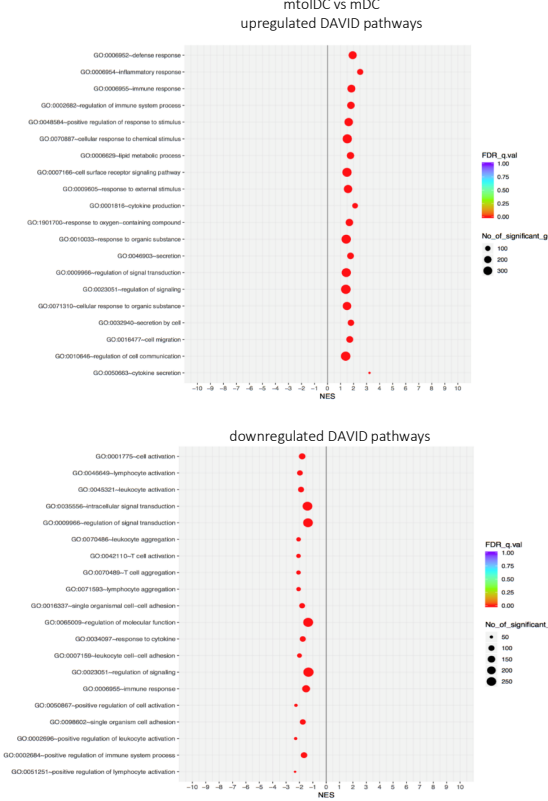 mtolDC vs mDC
upregulated DAVID pathways
GO:0006952–defense response
GO:0006954–inflammatory response
GO:0006955–immune response
GO:0002682–regulation of immune system process
GO:0048584–positive regulation of response to stimulus
GO:0070887–cellular response to chemical stimulus
GO:0006629–lipid metabolic process
GO:0007166–cell surface receptor signaling pathway
GO:0009605–response to external stimulus
GO:0001816–cytokine production
GO:1901700–response to oxygen–containing compound
GO:0010033–response to organic substance
GO:0046903–secretion
GO:0009966–regulation of signal transduction
GO:0023051–regulation of signaling
GO:0071310–cellular response to organic substance
GO:0032940–secretion by cell
GO:0016477–cell migration
GO:0010646–regulation of cell communication
GO:0050663–cytokine secretion
–10 –9 –8 –7 –6 –5 –4 –3 –2 –1 0 1 2 3 4 5 6 7 8 9 10
NES
FDR_q.val
1.00
0.75
0.50
0.25
0.00
No_of_significant_g
100
200
300
downregulated DAVID pathways
GO:0001775–cell activation
GO:0046649–lymphocyte activation
GO:0045321–leukocyte activation
GO:0035556–intracellular signal transduction
GO:0009966–regulation of signal transduction
GO:0070486–leukocyte aggregation
GO:0042110–T cell activation
GO:0070489–T cell aggregation
GO:0071593–lymphocyte aggregation
GO:0016337–single organismal cell–cell adhesion
GO:0065009–regulation of molecular function
GO:0034097–response to cytokine
GO:0007159–leukocyte cell–cell adhesion
GO:0023051–regulation of signaling
GO:0006955–immune response
GO:0050867–positive regulation of cell activation
GO:0098602–single organism cell adhesion
GO:0002696–positive regulation of leukocyte activation
GO:0002684–positive regulation of immune system process
GO:0051251–positive regulation of lymphocyte activation
–10 –9 –8 –7 –6 –5 –4 –3 –2 –1 0 1 2 3 4 5 6 7 8 9 10
NES
FDR_q.val
1.00
0.75
0.50
0.25
0.00
No_of_significant_
50
100
150
200
250